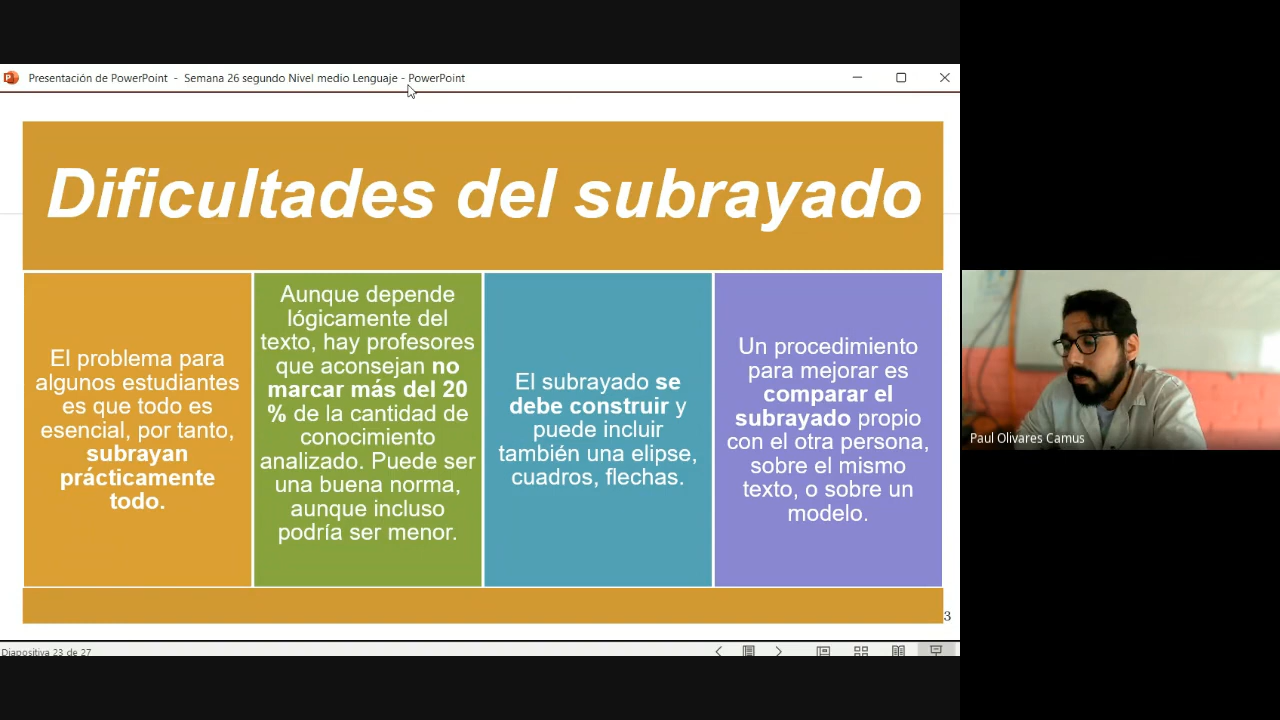 Presentación de PowerPoint - Semana 26 segundo Nivel medio Lenguaje - PowerPoint
Dificultades del subrayado
El problema para
algunos estudiantes
es que todo es
esencial, por tanto,
subrayan
prácticamente
todo.
Aunque depende
lógicamente del
texto, hay profesores
que aconsejan no
marcar más del 20
% de la cantidad de
conocimiento
analizado. Puede ser
una buena norma,
aunque incluso
podría ser menor.
El subrayado se
debe construir y
puede incluir
también una elipse,
cuadros, flechas.
Un procedimiento
para mejorar es
comparar el
subrayado propio
con el otra persona,
sobre el mismo
texto, o sobre un
modelo.
3
Diapositiva 23 de 27
Paul Olivares Camus